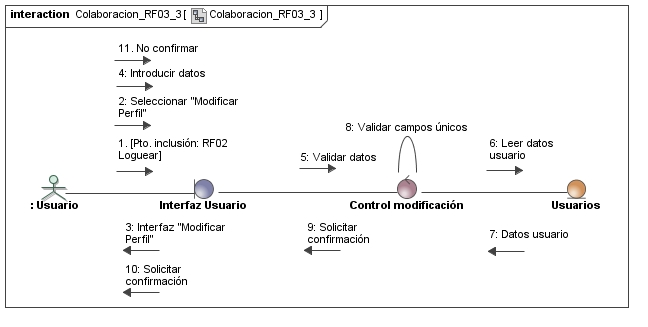 interaction Colaboracion_RF03_3 [ Colaboracion_RF03_3 ]
11. No confirmar
4: Introducir datos
2: Seleccionar "Modificar
Perfil"
1. [Pto. inclusión: RF02
Loguear]
8: Validar campos únicos
5: Validar datos
6: Leer datos
usuario
: Usuario
Interfaz Usuario
Control modificación
Usuarios
3: Interfaz "Modificar
Perfil"
9: Solicitar
confirmación
7: Datos usuario
10: Solicitar
confirmación